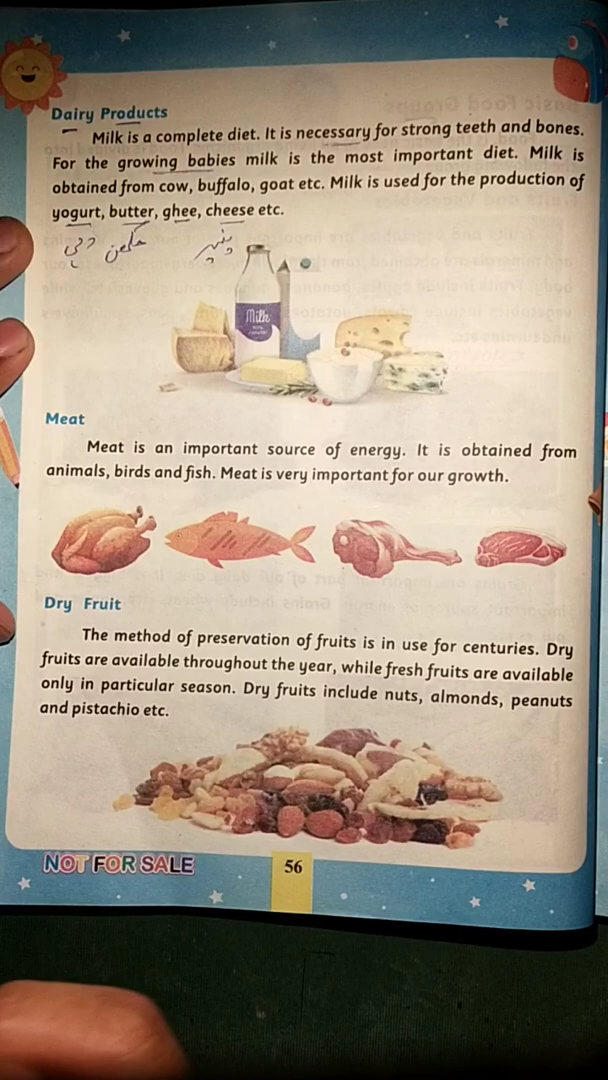 Dairy Products
Milk is a complete diet. It is necessary for strong teeth and bones.
For the growing babies milk is the most important diet. Milk is
obtained from cow, buffalo, goat etc. Milk is used for the production of
yogurt, butter, ghee, cheese etc.
دہی مکھن پنیر
Milk
Meat
Meat is an important source of energy. It is obtained from
animals, birds and fish. Meat is very important for our growth.
Dry Fruit
The method of preservation of fruits is in use for centuries. Dry
fruits are available throughout the year, while fresh fruits are available
only in particular season. Dry fruits include nuts, almonds, peanuts
and pistachio etc.
NOT FOR SALE
56